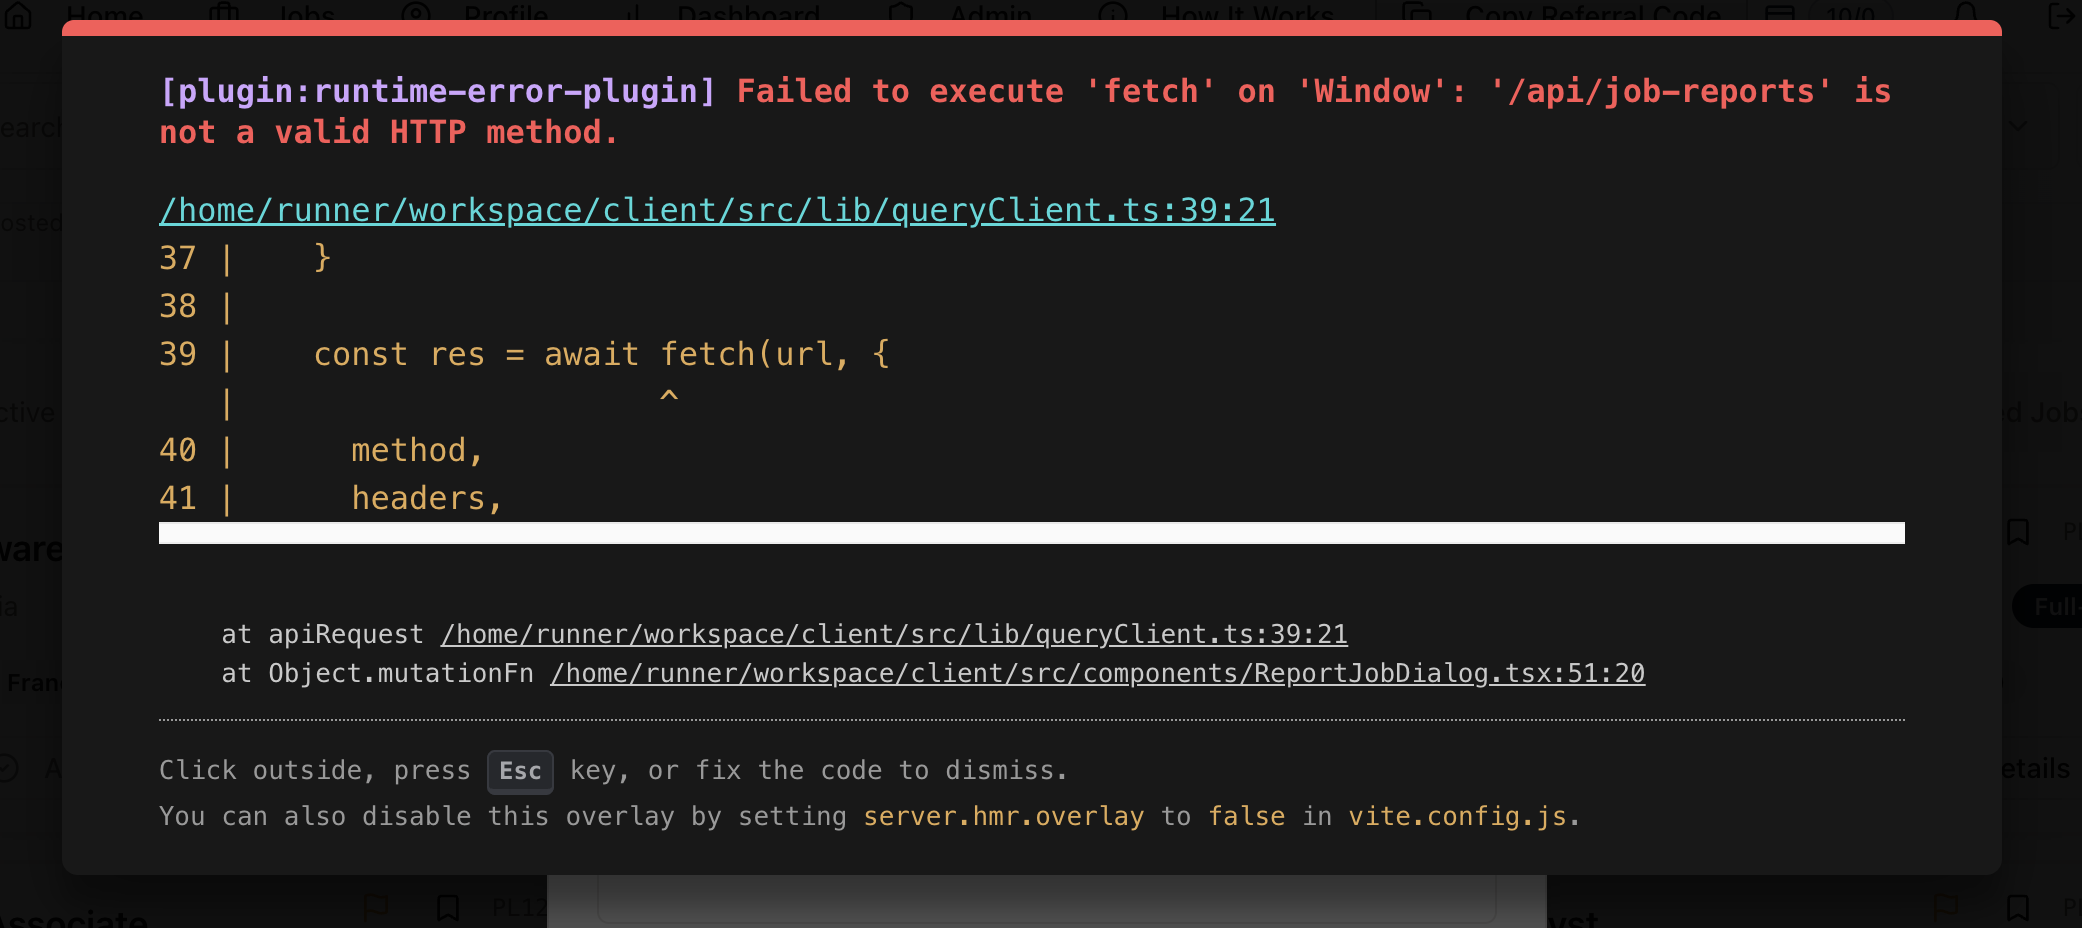 Home Jobs Profile Dashboard Admin How It Works Copy Referral Code 10/0
[plugin:runtime-error-plugin] Failed to execute 'fetch' on 'Window': '/api/job-reports' is
not a valid HTTP method.
/home/runner/workspace/client/src/lib/queryClient.ts:39:21
37 |    }
38 |
39 |    const res = await fetch(url, {
   |                      ^
40 |      method,
41 |      headers,
at apiRequest /home/runner/workspace/client/src/lib/queryClient.ts:39:21
at Object.mutationFn /home/runner/workspace/client/src/components/ReportJobDialog.tsx:51:20
Click outside, press Esc key, or fix the code to dismiss.
You can also disable this overlay by setting server.hmr.overlay to false in vite.config.js.
Associate PL12